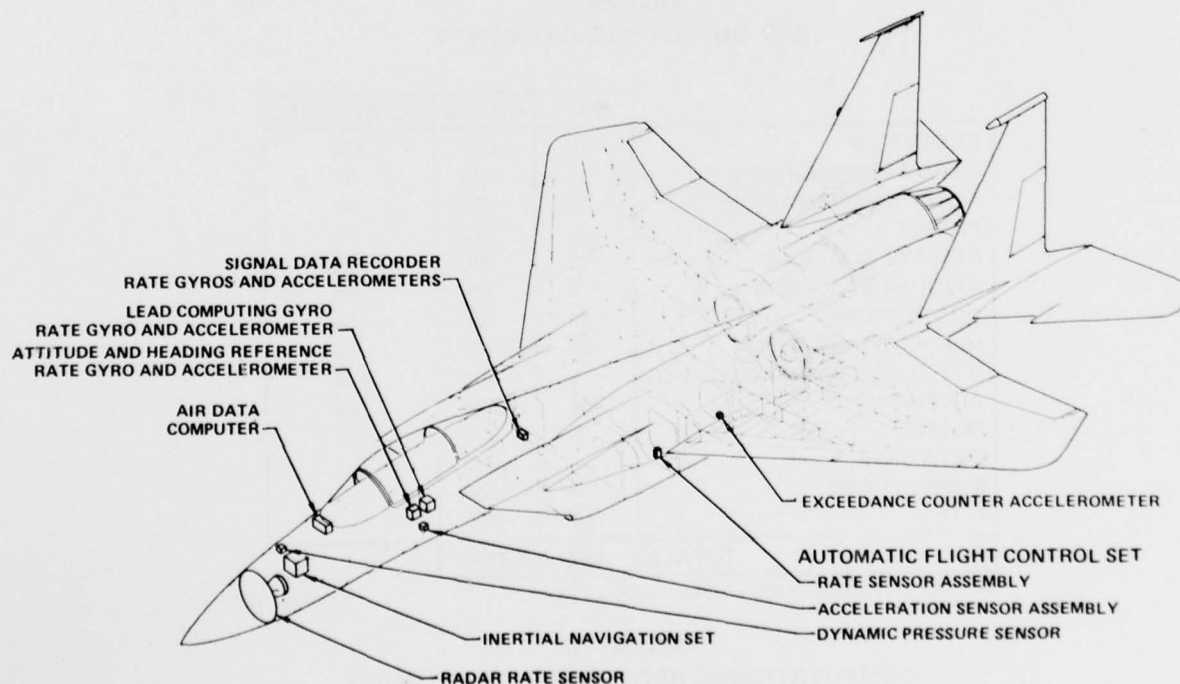 SIGNAL DATA RECORDER
RATE GYROS AND ACCELEROMETERS
LEAD COMPUTING GYRO
RATE GYRO AND ACCELEROMETER
ATTITUDE AND HEADING REFERENCE
RATE GYRO AND ACCELEROMETER
AIR DATA
COMPUTER
EXCEEDANCE COUNTER ACCELEROMETER
AUTOMATIC FLIGHT CONTROL SET
RATE SENSOR ASSEMBLY
ACCELERATION SENSOR ASSEMBLY
DYNAMIC PRESSURE SENSOR
INERTIAL NAVIGATION SET
RADAR RATE SENSOR